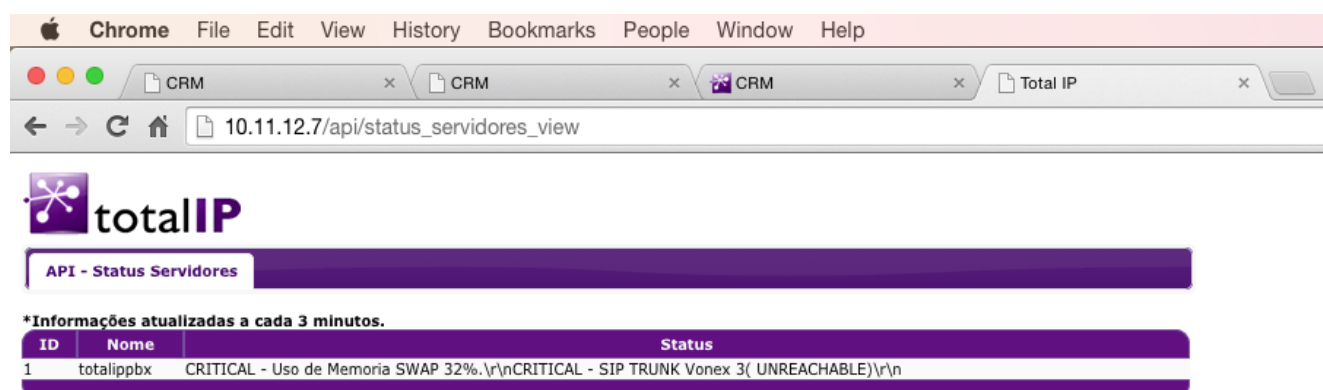 Chrome File Edit View History Bookmarks People Window Help
CRM CRM CRM Total IP
10.11.12.7/api/status_servidores_view
totalIP
API - Status Servidores
*Informações atualizadas a cada 3 minutos.
ID Nome Status
1 totalippbx CRITICAL - Uso de Memoria SWAP 32%.\r\nCRITICAL - SIP TRUNK Vonex 3( UNREACHABLE)\r\n